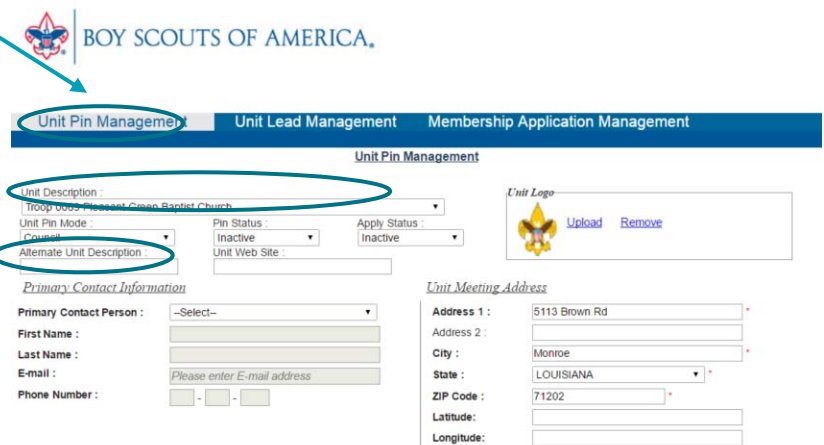 BOY SCOUTS OF AMERICA®
Unit Pin Management Unit Lead Management Membership Application Management
Unit Pin Management
Unit Description :
Troop 0063 Pleasant Green Baptist Church
Unit Pin Mode : Pin Status : Apply Status :
Council Inactive Inactive
Alternate Unit Description : Unit Web Site :
Unit Logo
Upload Remove
Primary Contact Information
Primary Contact Person : --Select--
First Name :
Last Name :
E-mail : Please enter E-mail address
Phone Number : - -
Unit Meeting Address
Address 1 : 5113 Brown Rd *
Address 2 :
City : Monroe *
State : LOUISIANA *
ZIP Code : 71202 *
Latitude:
Longitude: